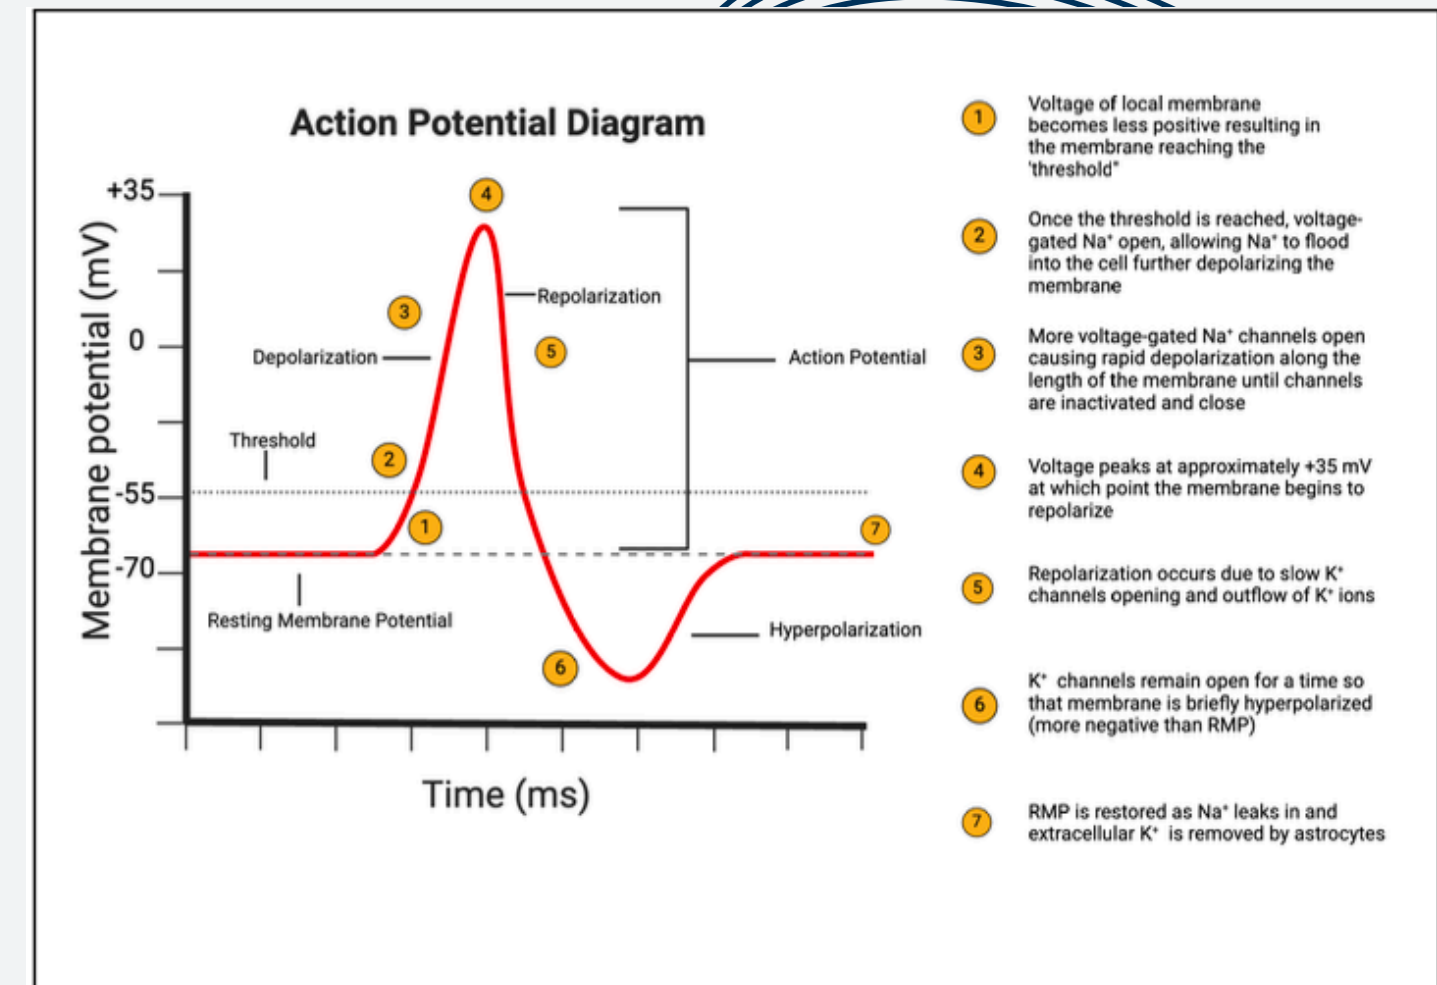 Action Potential Diagram
+35
0
-55
-70
Membrane potential (mV)
Time (ms)
4
3
Repolarization
5
Depolarization
Action Potential
Threshold
2
1
7
Resting Membrane Potential
Hyperpolarization
6
1
Voltage of local membrane
becomes less positive resulting in
the membrane reaching the
'threshold"
2
Once the threshold is reached, voltage-
gated Na⁺ open, allowing Na⁺ to flood
into the cell further depolarizing the
membrane
3
More voltage-gated Na⁺ channels open
causing rapid depolarization along the
length of the membrane until channels
are inactivated and close
4
Voltage peaks at approximately +35 mV
at which point the membrane begins to
repolarize
5
Repolarization occurs due to slow K⁺
channels opening and outflow of K⁺ ions
6
K⁺ channels remain open for a time so
that membrane is briefly hyperpolarized
(more negative than RMP)
7
RMP is restored as Na⁺ leaks in and
extracellular K⁺ is removed by astrocytes